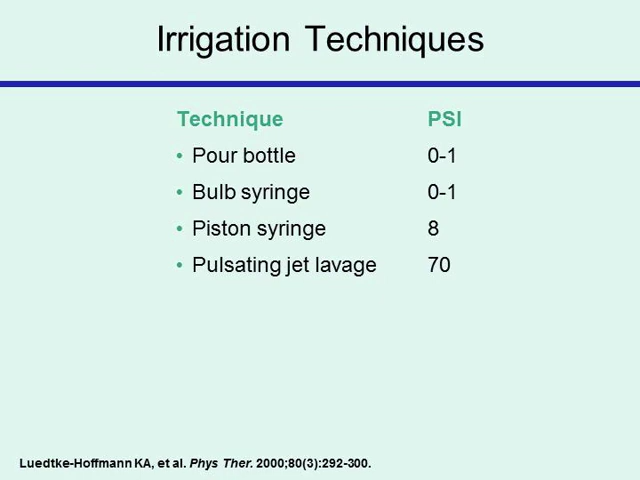 Irrigation Techniques
Technique PSI
• Pour bottle 0-1
• Bulb syringe 0-1
• Piston syringe 8
• Pulsating jet lavage 70
Luedtke-Hoffmann KA, et al. Phys Ther. 2000;80(3):292-300.